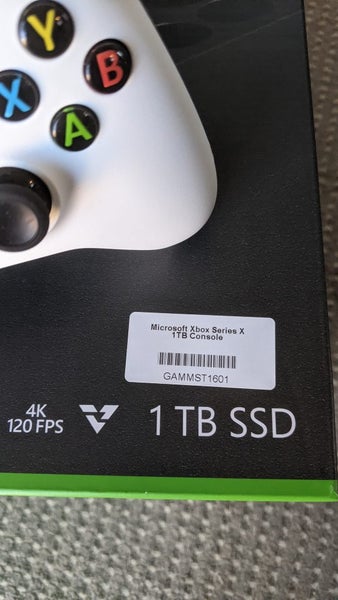 Y
B
X
A
Microsoft Xbox Series X
1TB Console
GAMMST1601
4K
120 FPS
1 TB SSD